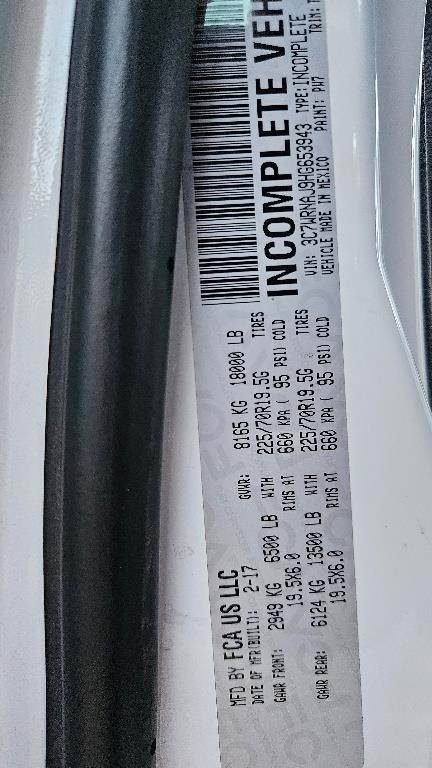 MFD BY FCA US LLC
DATE OF MFR(BUILT): 2-17 GVWR: 8165 KG 18000 LB
GAWR FRONT: 2949 KG 6500 LB WITH 225/70R19.5G TIRES
19.5X6.0 RIMS AT 660 KPA ( 95 PSI) COLD
GAWR REAR: 6124 KG 13500 LB WITH 225/70R19.5G TIRES
19.5X6.0 RIMS AT 660 KPA ( 95 PSI) COLD
INCOMPLETE VEH
VIN: 3C7WRNAJ9HG653943 TYPE: INCOMPLETE
VEHICLE MADE IN MEXICO PAINT: PW7 TRIM: